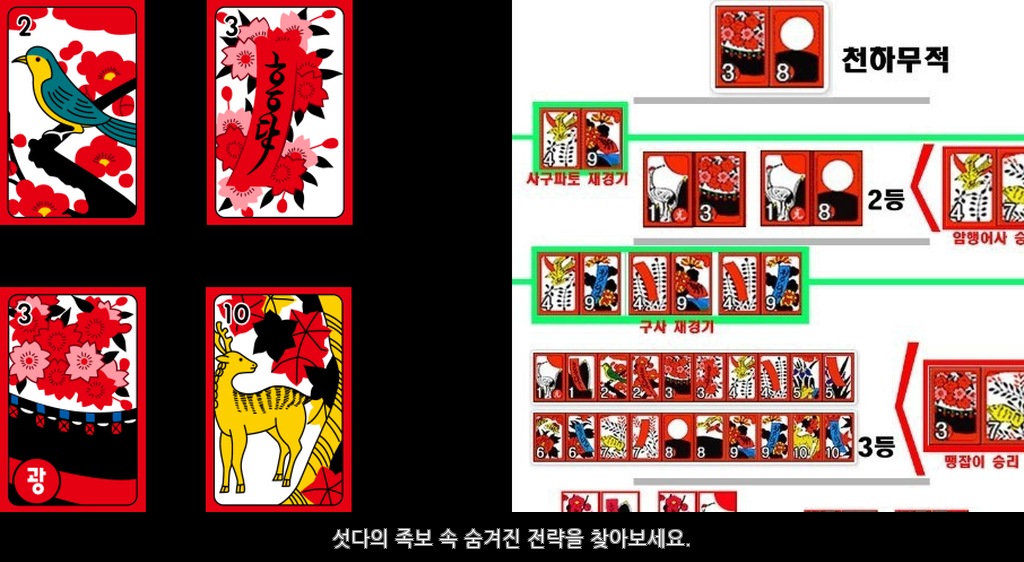 2
3
홍단
3
광
10
3 8
천하무적
4 9
사구파토 재경기
1 光 3
1 光 8
2등
4 7
암행어사 승
4 9 4 9 4 9
구사 재경기
1 1 2 2 3 3 4 4 5 5
6 6 7 7 8 8 9 9 10 10
3등
3 7
땡잡이 승리
섯다의 족보 속 숨겨진 전략을 찾아보세요.